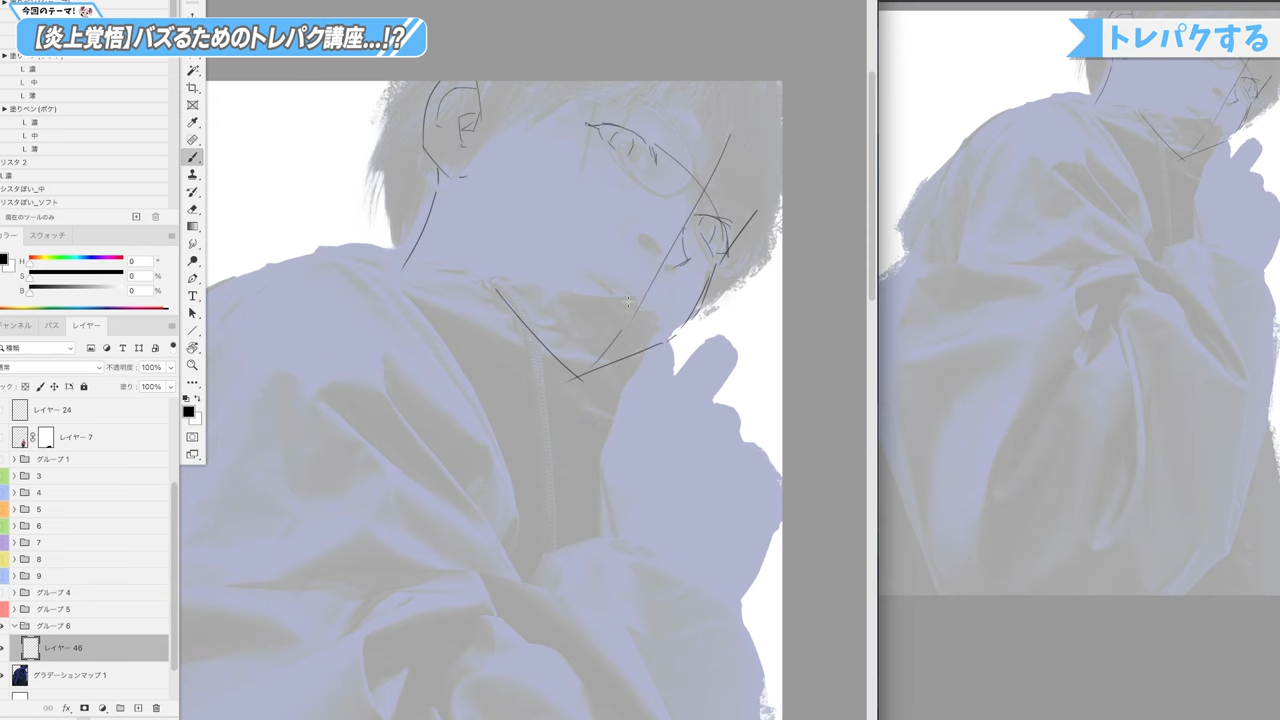 今回のテーマ!
【炎上覚悟】バズるためのトレパク講座...!?
トレパクする
L 濃
L 中
L 薄
塗りペン(ボケ)
L 濃
L 中
L 薄
リスタ 2
L濃
シスタぽい_中
シスタぽい_ソフト
現在のツールのみ
カラー スウォッチ
H 0 °
S 0 %
B 0 %
チャンネル パス レイヤー
種類
通常 不透明度: 100%
ロック: 塗り: 100%
レイヤー 24
レイヤー 7
グループ 1
3
4
5
6
7
8
9
グループ 4
グループ 5
グループ 6
レイヤー 46
グラデーションマップ 1
fx